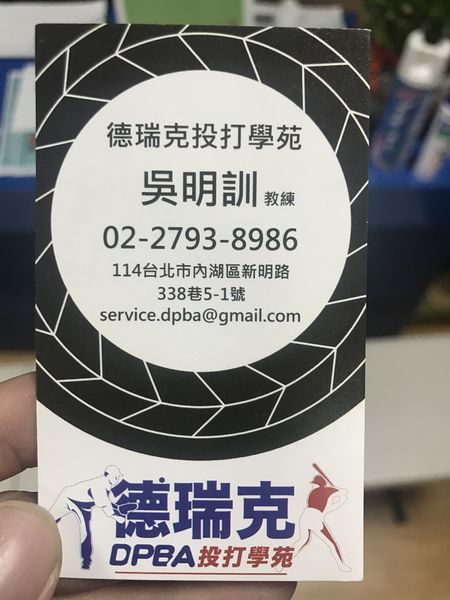 德瑞克投打學苑
吳明訓 教練
02-2793-8986
114台北市內湖區新明路
338巷5-1號
service.dpba@gmail.com
德瑞克
DPBA投打學苑